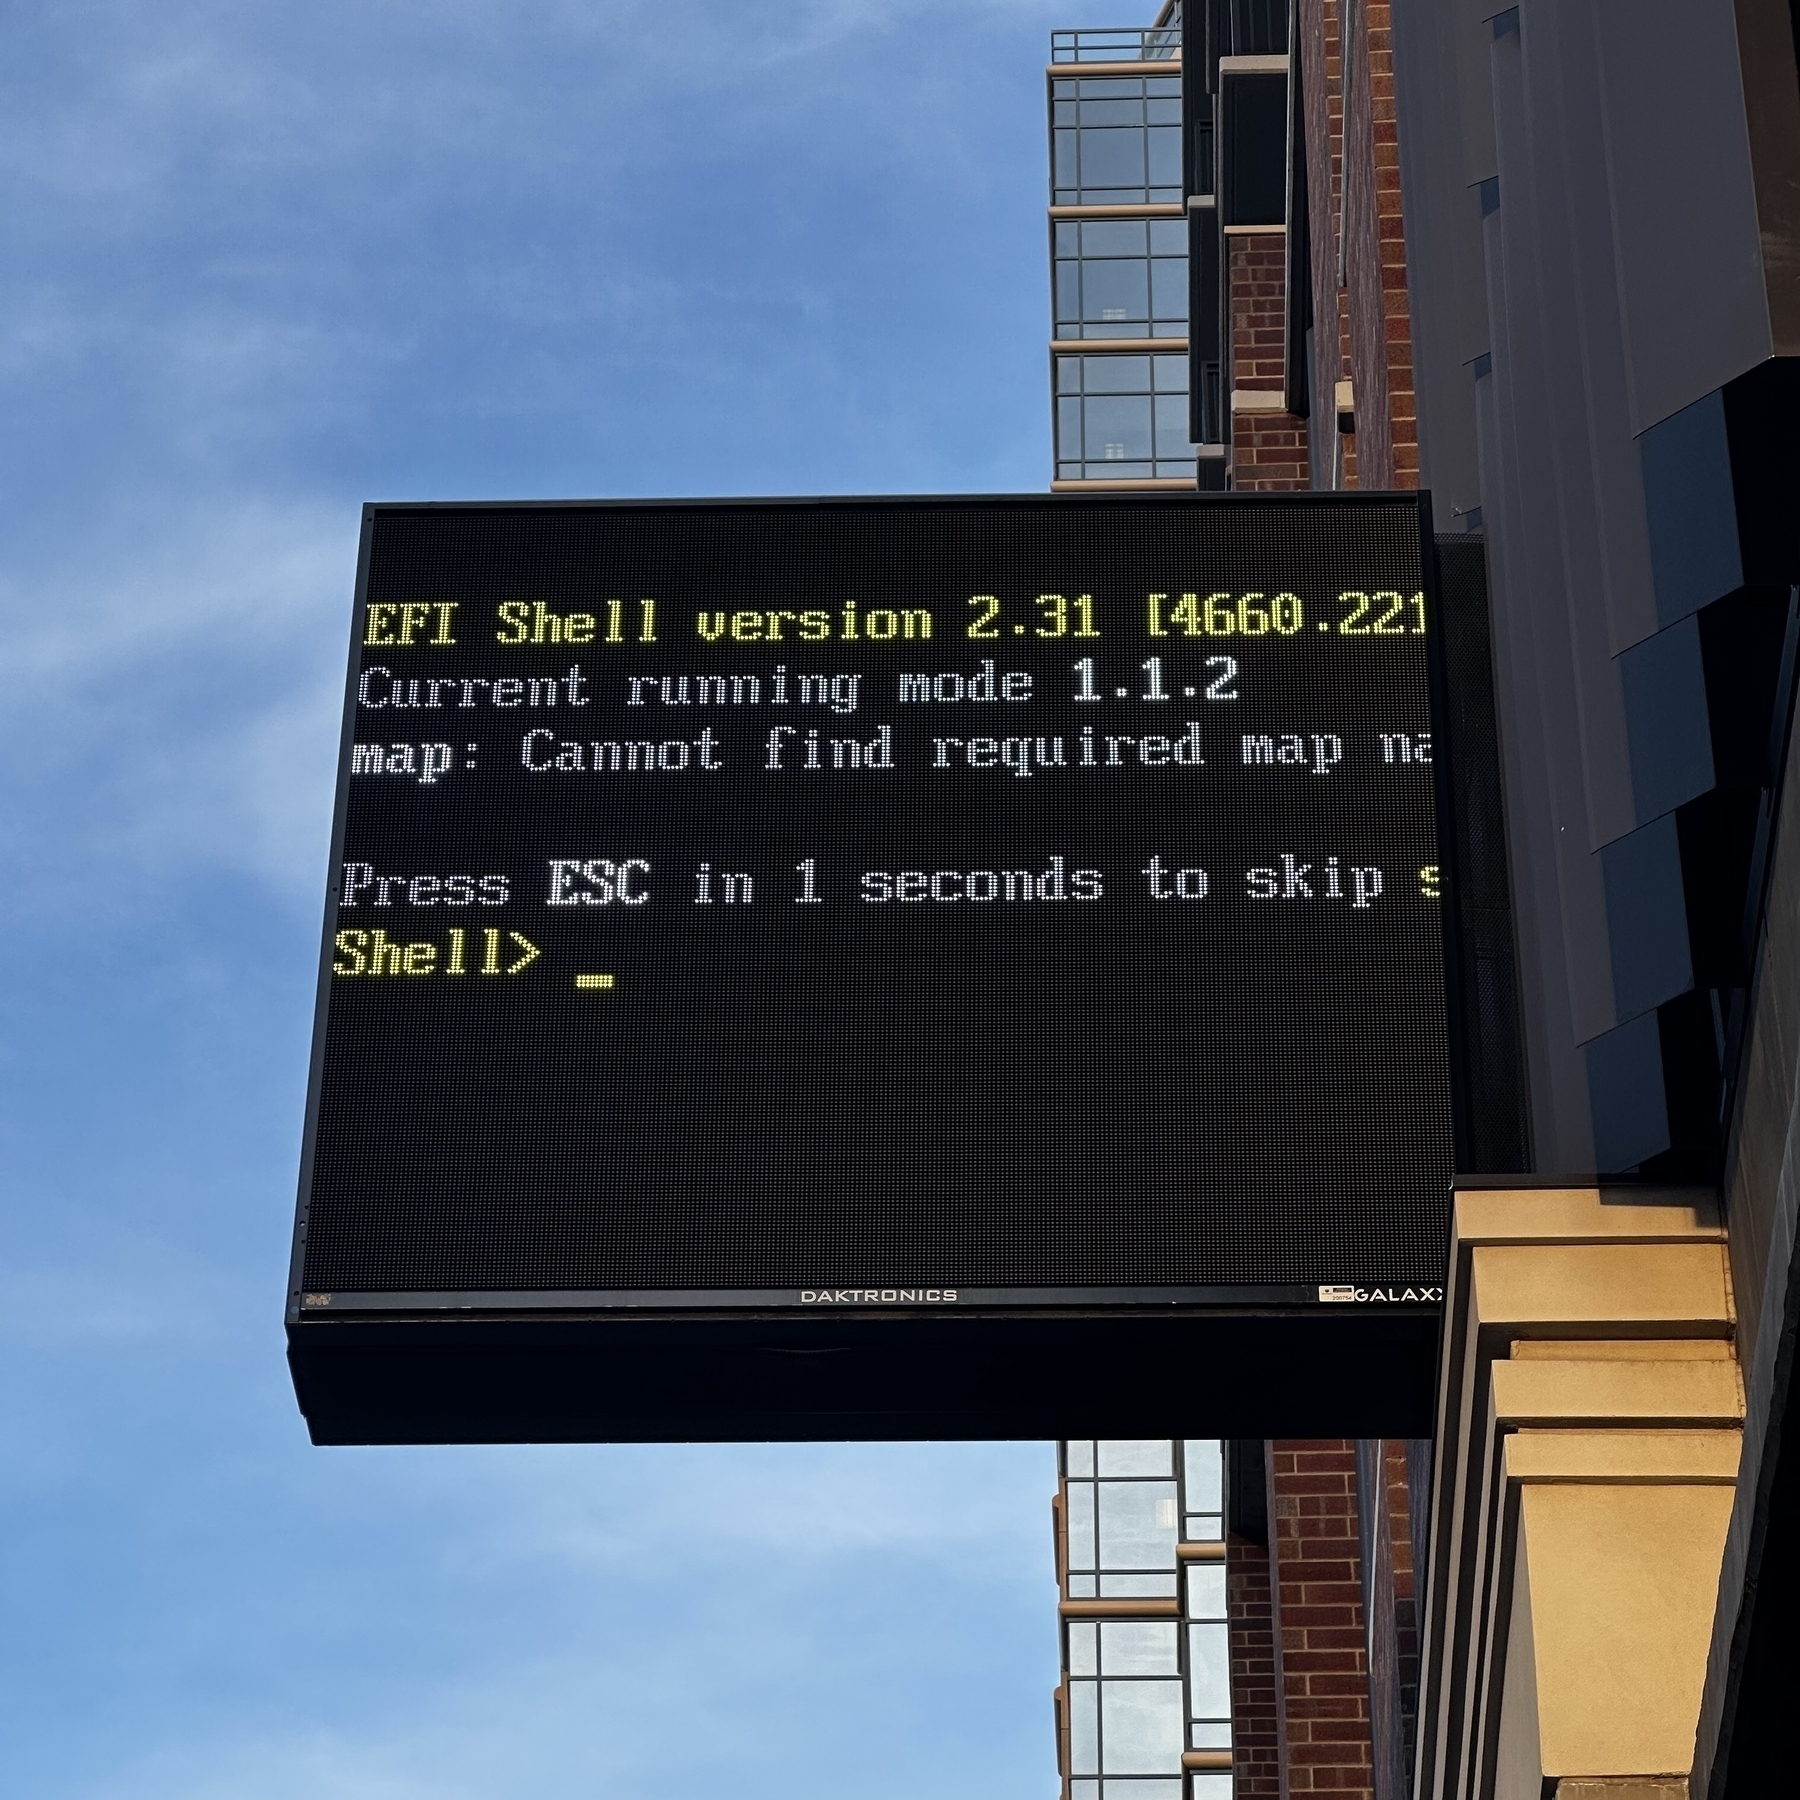 EFI Shell version 2.31 [4660.221
Current running mode 1.1.2
map: Cannot find required map na
Press ESC in 1 seconds to skip s
Shell> _
DAKTRONICS
GALAXY